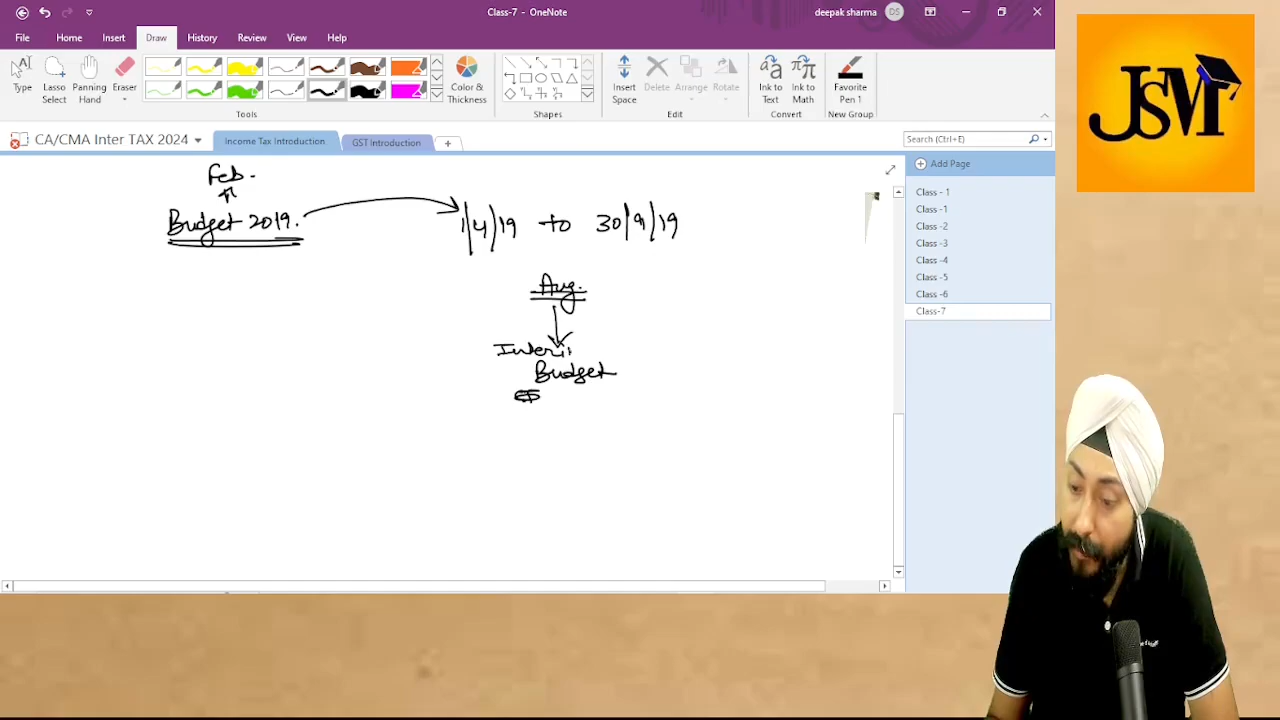 Class-7 - OneNote
deepak sharma DS
File Home Insert Draw History Review View Help
Type
Lasso Select
Panning Hand
Eraser
Color & Thickness
Insert Space
Delete
Arrange
Rotate
Ink to Text
Ink to Math
Favorite Pen 1
Tools
Shapes
Edit
Convert
New Group
CA/CMA Inter TAX 2024
Income Tax Introduction
GST Introduction
Search (Ctrl+E)
Add Page
Class - 1
Class -1
Class -2
Class -3
Class -4
Class -5
Class -6
Class-7
Feb.
Budget 2019.
1/4/19 to 30/9/19
Aug.
Interi
Budget
JSM